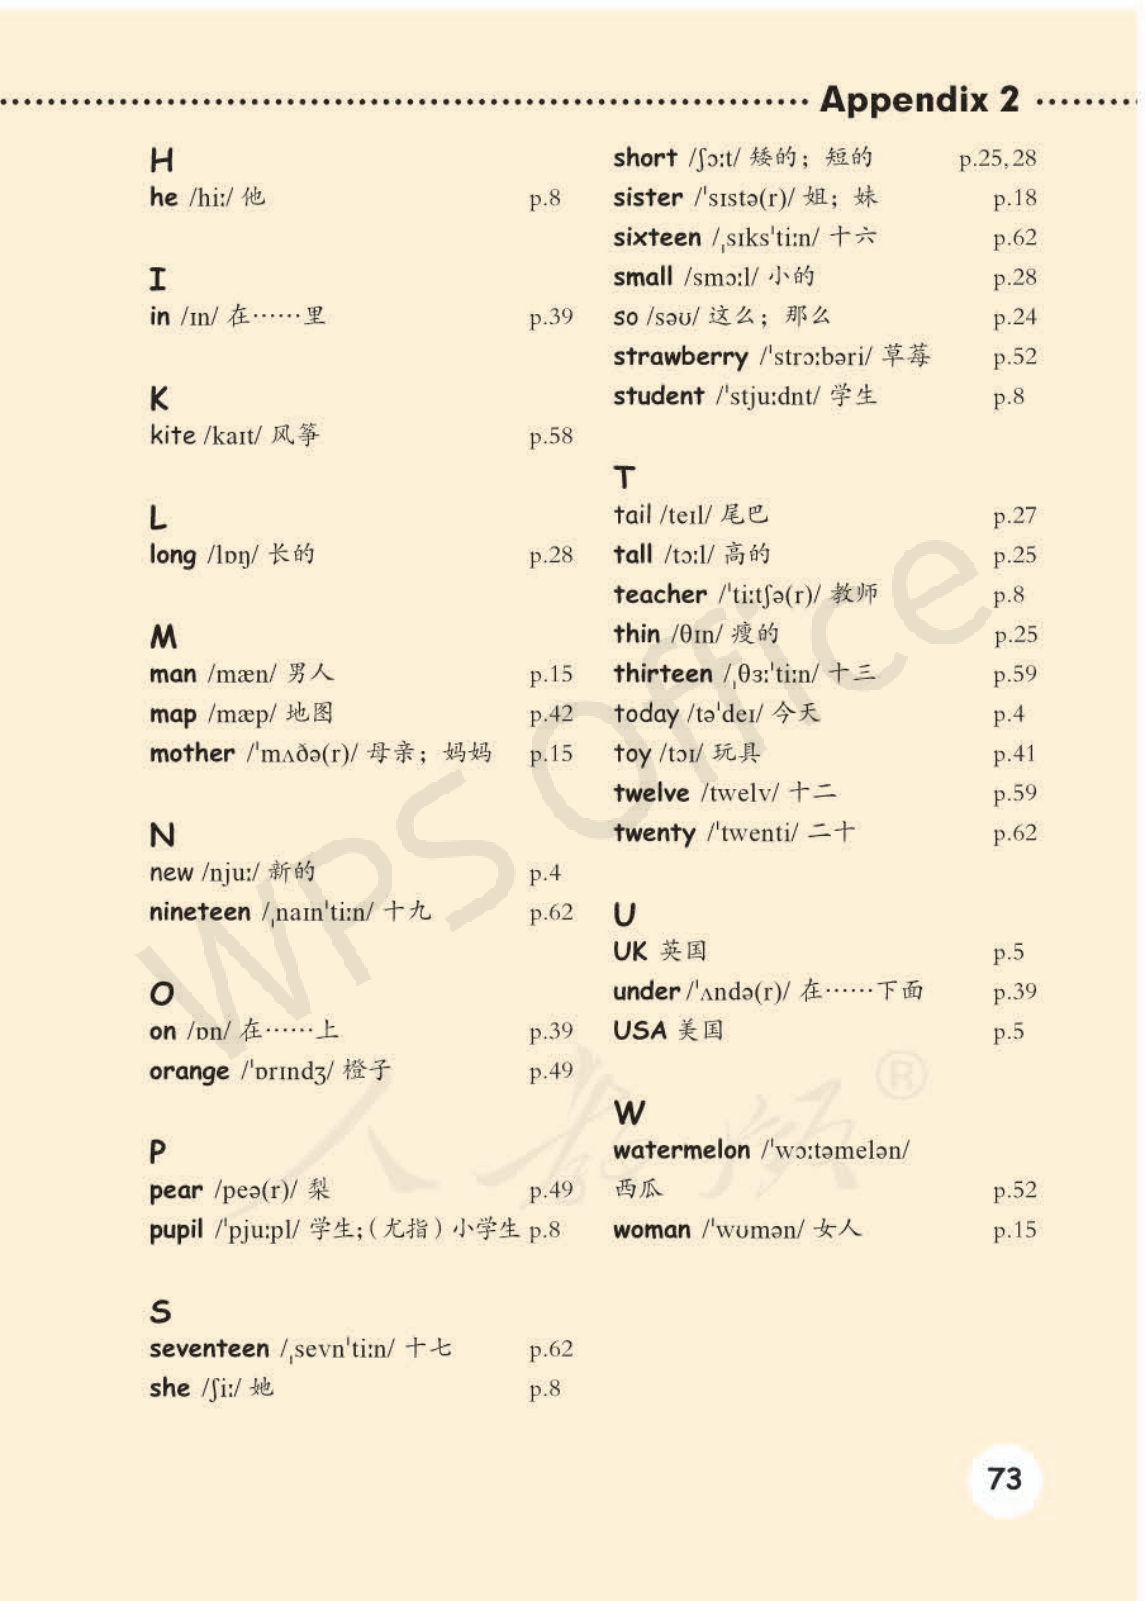 Appendix 2
H
he /hiː/ 他 p.8
I
in /ɪn/ 在……里 p.39
K
kite /kaɪt/ 风筝 p.58
L
long /lɒŋ/ 长的 p.28
M
man /mæn/ 男人 p.15
map /mæp/ 地图 p.42
mother /ˈmʌðə(r)/ 母亲；妈妈 p.15
N
new /njuː/ 新的 p.4
nineteen /ˌnaɪnˈtiːn/ 十九 p.62
O
on /ɒn/ 在……上 p.39
orange /ˈɒrɪndʒ/ 橙子 p.49
P
pear /peə(r)/ 梨 p.49
pupil /ˈpjuːpl/ 学生；（尤指）小学生 p.8
S
seventeen /ˌsevnˈtiːn/ 十七 p.62
she /ʃiː/ 她 p.8
short /ʃɔːt/ 矮的；短的 p.25, 28
sister /ˈsɪstə(r)/ 姐；妹 p.18
sixteen /ˌsɪksˈtiːn/ 十六 p.62
small /smɔːl/ 小的 p.28
so /səʊ/ 这么；那么 p.24
strawberry /ˈstrɔːbəri/ 草莓 p.52
student /ˈstjuːdnt/ 学生 p.8
T
tail /teɪl/ 尾巴 p.27
tall /tɔːl/ 高的 p.25
teacher /ˈtiːtʃə(r)/ 教师 p.8
thin /θɪn/ 瘦的 p.25
thirteen /ˌθɜːˈtiːn/ 十三 p.59
today /təˈdeɪ/ 今天 p.4
toy /tɔɪ/ 玩具 p.41
twelve /twelv/ 十二 p.59
twenty /ˈtwenti/ 二十 p.62
U
UK 英国 p.5
under /ˈʌndə(r)/ 在……下面 p.39
USA 美国 p.5
W
watermelon /ˈwɔːtəmelən/
西瓜 p.52
woman /ˈwʊmən/ 女人 p.15
73
WPS Office
人教领®